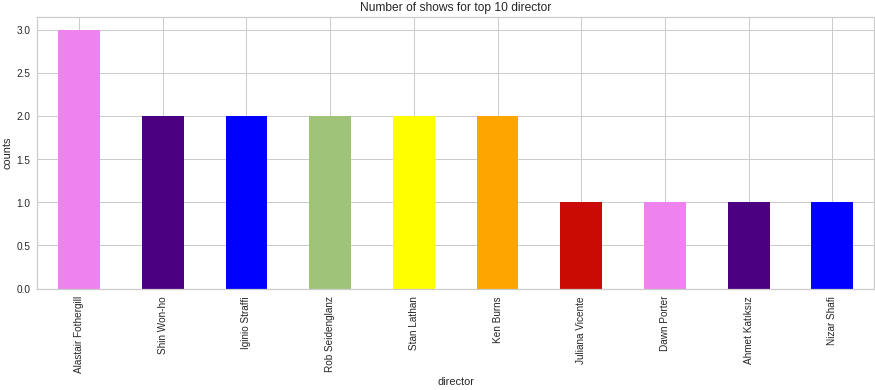 Number of shows for top 10 director
counts
3.0
2.5
2.0
1.5
1.0
0.5
0.0
Alastair Fothergill
Shin Won-ho
Iginio Straffi
Rob Seidenglanz
Stan Lathan
Ken Burns
Juliana Vicente
Dawn Porter
Ahmet Katıksız
Nizar Shafi
director